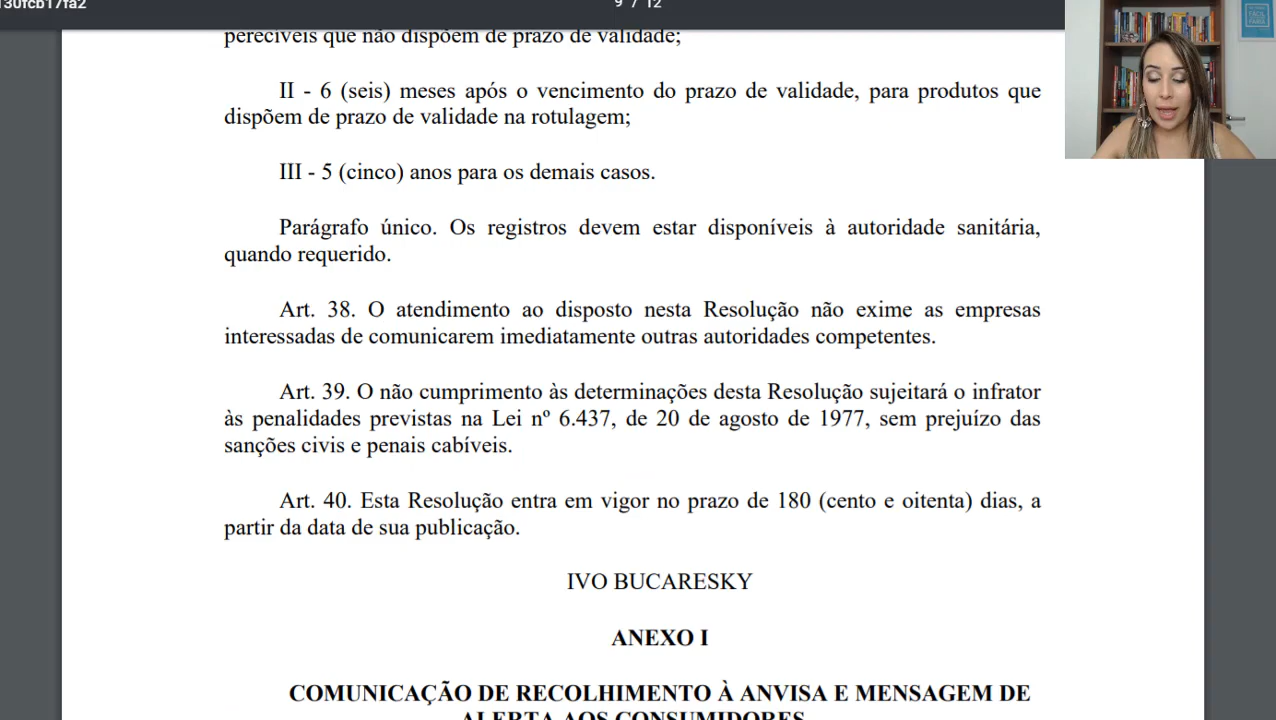 130fcb17fa2
9 / 12
perecíveis que não dispõem de prazo de validade;
II - 6 (seis) meses após o vencimento do prazo de validade, para produtos que
dispõem de prazo de validade na rotulagem;
III - 5 (cinco) anos para os demais casos.
Parágrafo único. Os registros devem estar disponíveis à autoridade sanitária,
quando requerido.
Art. 38. O atendimento ao disposto nesta Resolução não exime as empresas
interessadas de comunicarem imediatamente outras autoridades competentes.
Art. 39. O não cumprimento às determinações desta Resolução sujeitará o infrator
às penalidades previstas na Lei nº 6.437, de 20 de agosto de 1977, sem prejuízo das
sanções civis e penais cabíveis.
Art. 40. Esta Resolução entra em vigor no prazo de 180 (cento e oitenta) dias, a
partir da data de sua publicação.
IVO BUCARESKY
ANEXO I
COMUNICAÇÃO DE RECOLHIMENTO À ANVISA E MENSAGEM DE
ALERTA AOS CONSUMIDORES